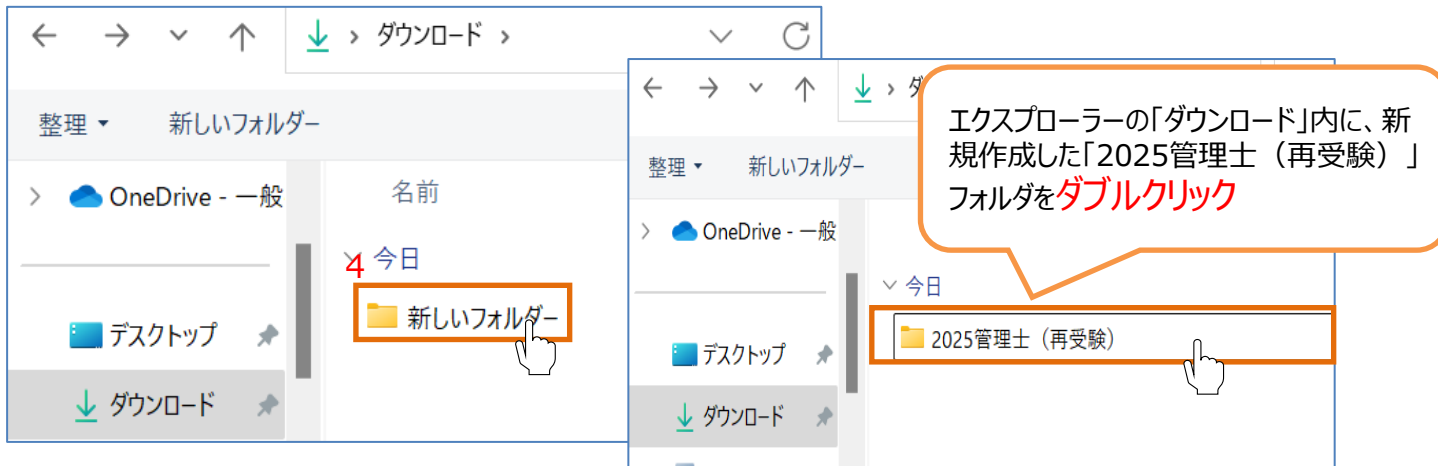 ダウンロード
整理 新しいフォルダー
OneDrive - 一般
名前
4 今日
新しいフォルダー
デスクトップ
ダウンロード
整理 新しいフォルダー
OneDrive - 一般
今日
2025管理士（再受験）
デスクトップ
ダウンロード
エクスプローラーの「ダウンロード」内に、新
規作成した「2025管理士（再受験）」
フォルダをダブルクリック